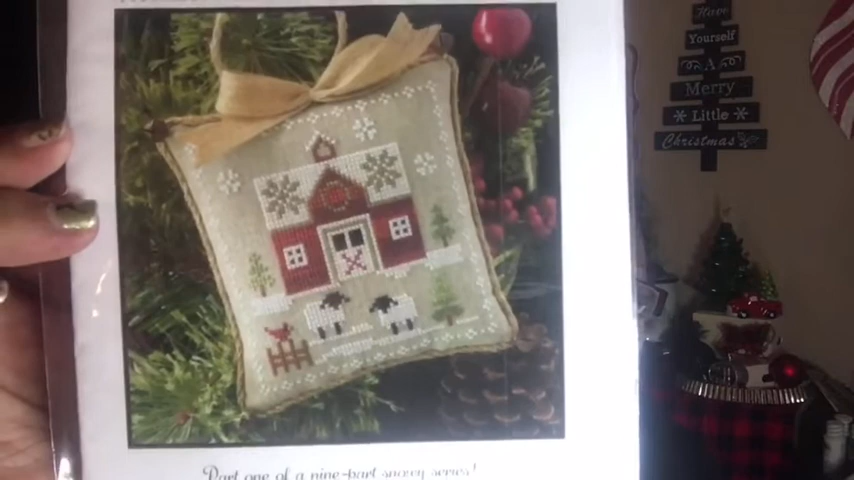 Have
Yourself
A
Merry
Little
Christmas
Part one of a nine-part snowy series!